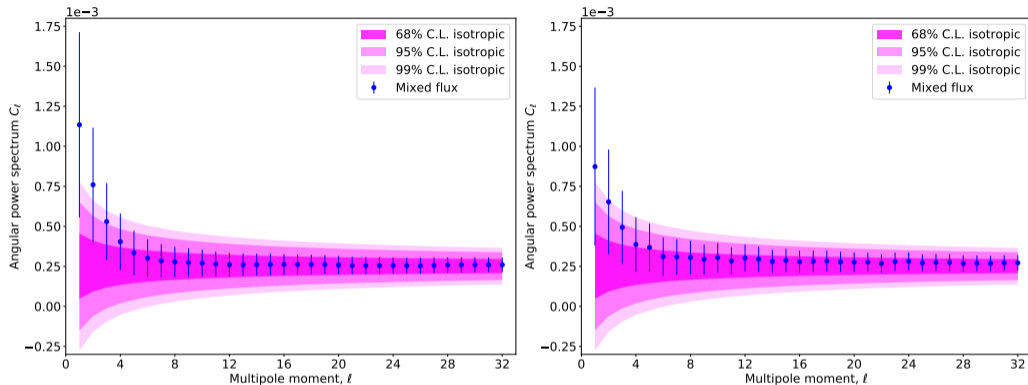 1e−3
1.75
1.50
1.25
1.00
0.75
0.50
0.25
0.00
−0.25
Angular power spectrum Cℓ
0 4 8 12 16 20 24 28 32
Multipole moment, ℓ
68% C.L. isotropic
95% C.L. isotropic
99% C.L. isotropic
Mixed flux
1e−3
1.75
1.50
1.25
1.00
0.75
0.50
0.25
0.00
−0.25
Angular power spectrum Cℓ
0 4 8 12 16 20 24 28 32
Multipole moment, ℓ
68% C.L. isotropic
95% C.L. isotropic
99% C.L. isotropic
Mixed flux